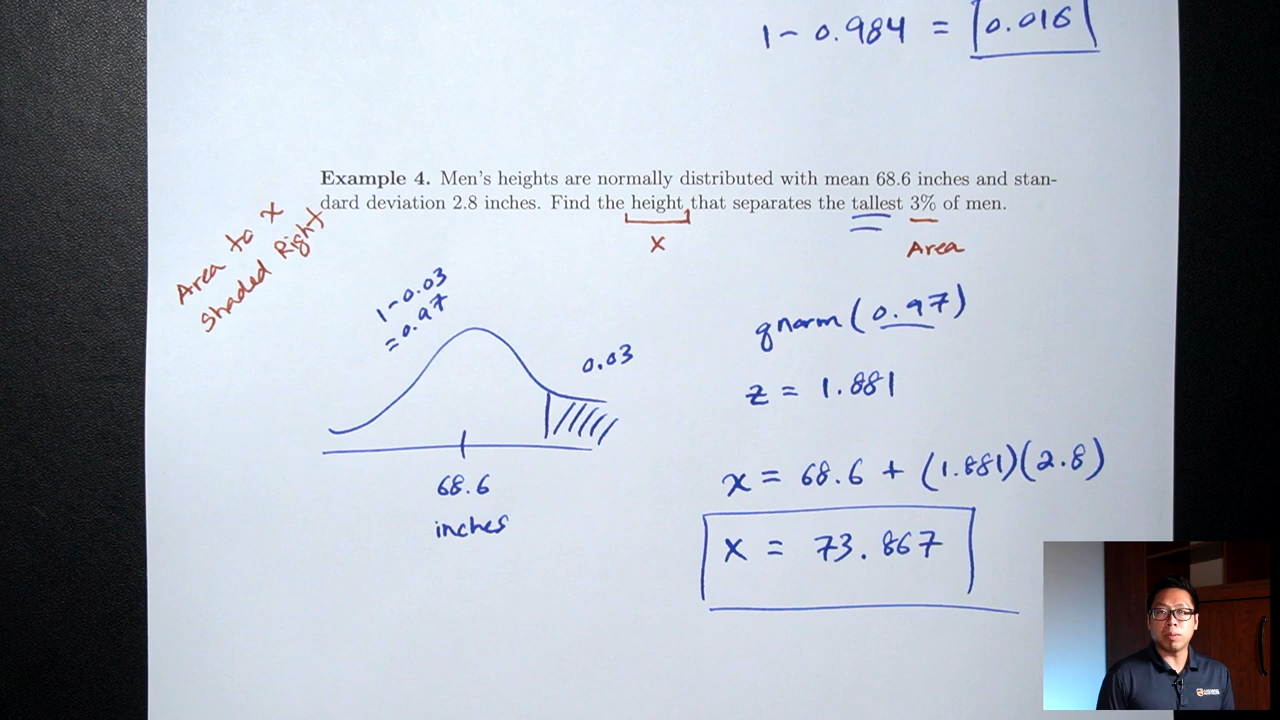 1 - 0.984 = 0.016
Example 4. Men's heights are normally distributed with mean 68.6 inches and stan-
dard deviation 2.8 inches. Find the height that separates the tallest 3% of men.
Area to x
Shaded Right
x
Area
1-0.03
= 0.97
0.03
68.6
inches
qnorm(0.97)
z = 1.881
x = 68.6 + (1.881)(2.8)
x = 73.867